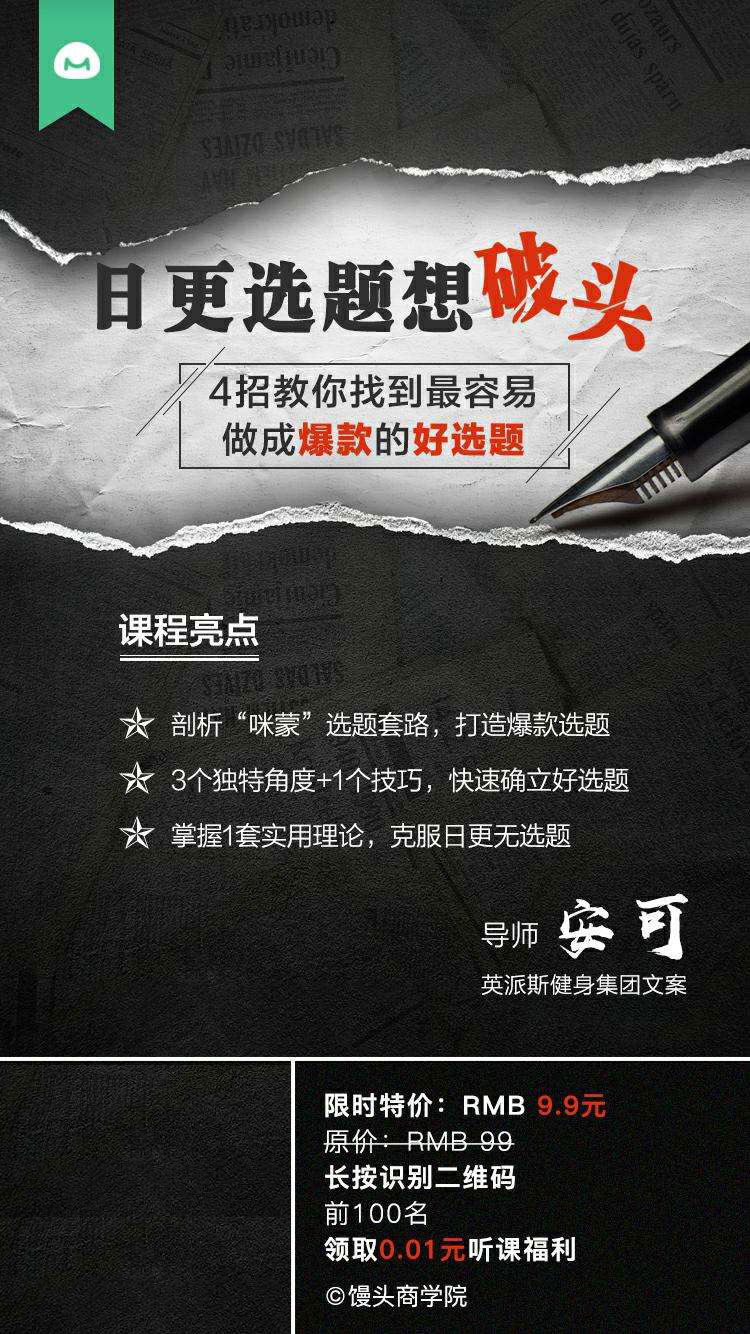 日更选题想破头
4招教你找到最容易
做成爆款的好选题
课程亮点
剖析“咪蒙”选题套路，打造爆款选题
3个独特角度+1个技巧，快速确立好选题
掌握1套实用理论，克服日更无选题
导师 安可
英派斯健身集团文案
限时特价：RMB 9.9元
原价：RMB 99
长按识别二维码
前100名
领取0.01元听课福利
©馒头商学院